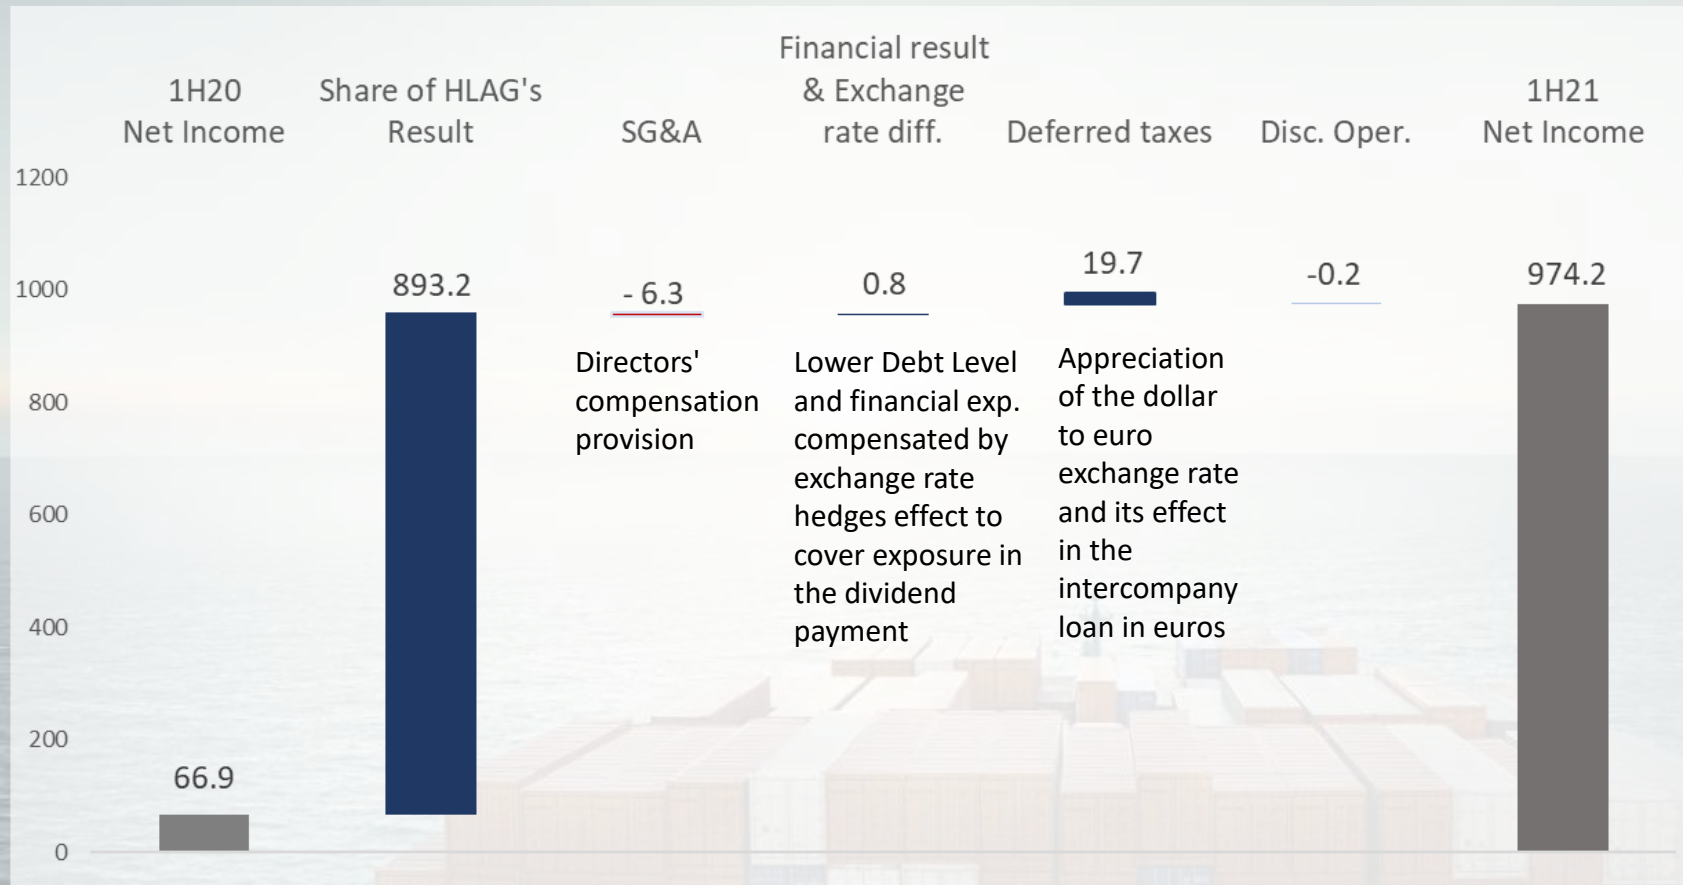 1H20
Net Income
Share of HLAG's
Result
SG&A
Financial result
& Exchange
rate diff.
Deferred taxes
Disc. Oper.
1H21
Net Income
1200
1000
800
600
400
200
0
66.9
893.2
- 6.3
0.8
19.7
-0.2
974.2
Directors'
compensation
provision
Lower Debt Level
and financial exp.
compensated by
exchange rate
hedges effect to
cover exposure in
the dividend
payment
Appreciation
of the dollar
to euro
exchange rate
and its effect
in the
intercompany
loan in euros